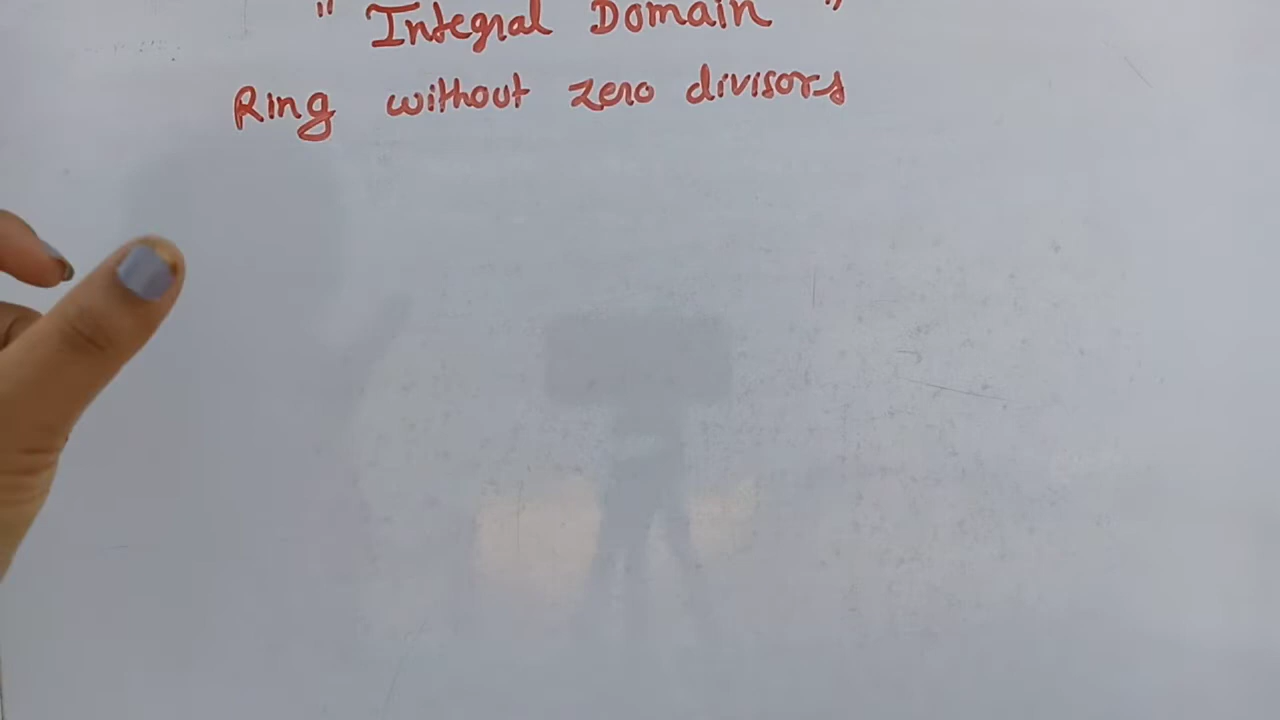 " Integral Domain "
Ring without zero divisors